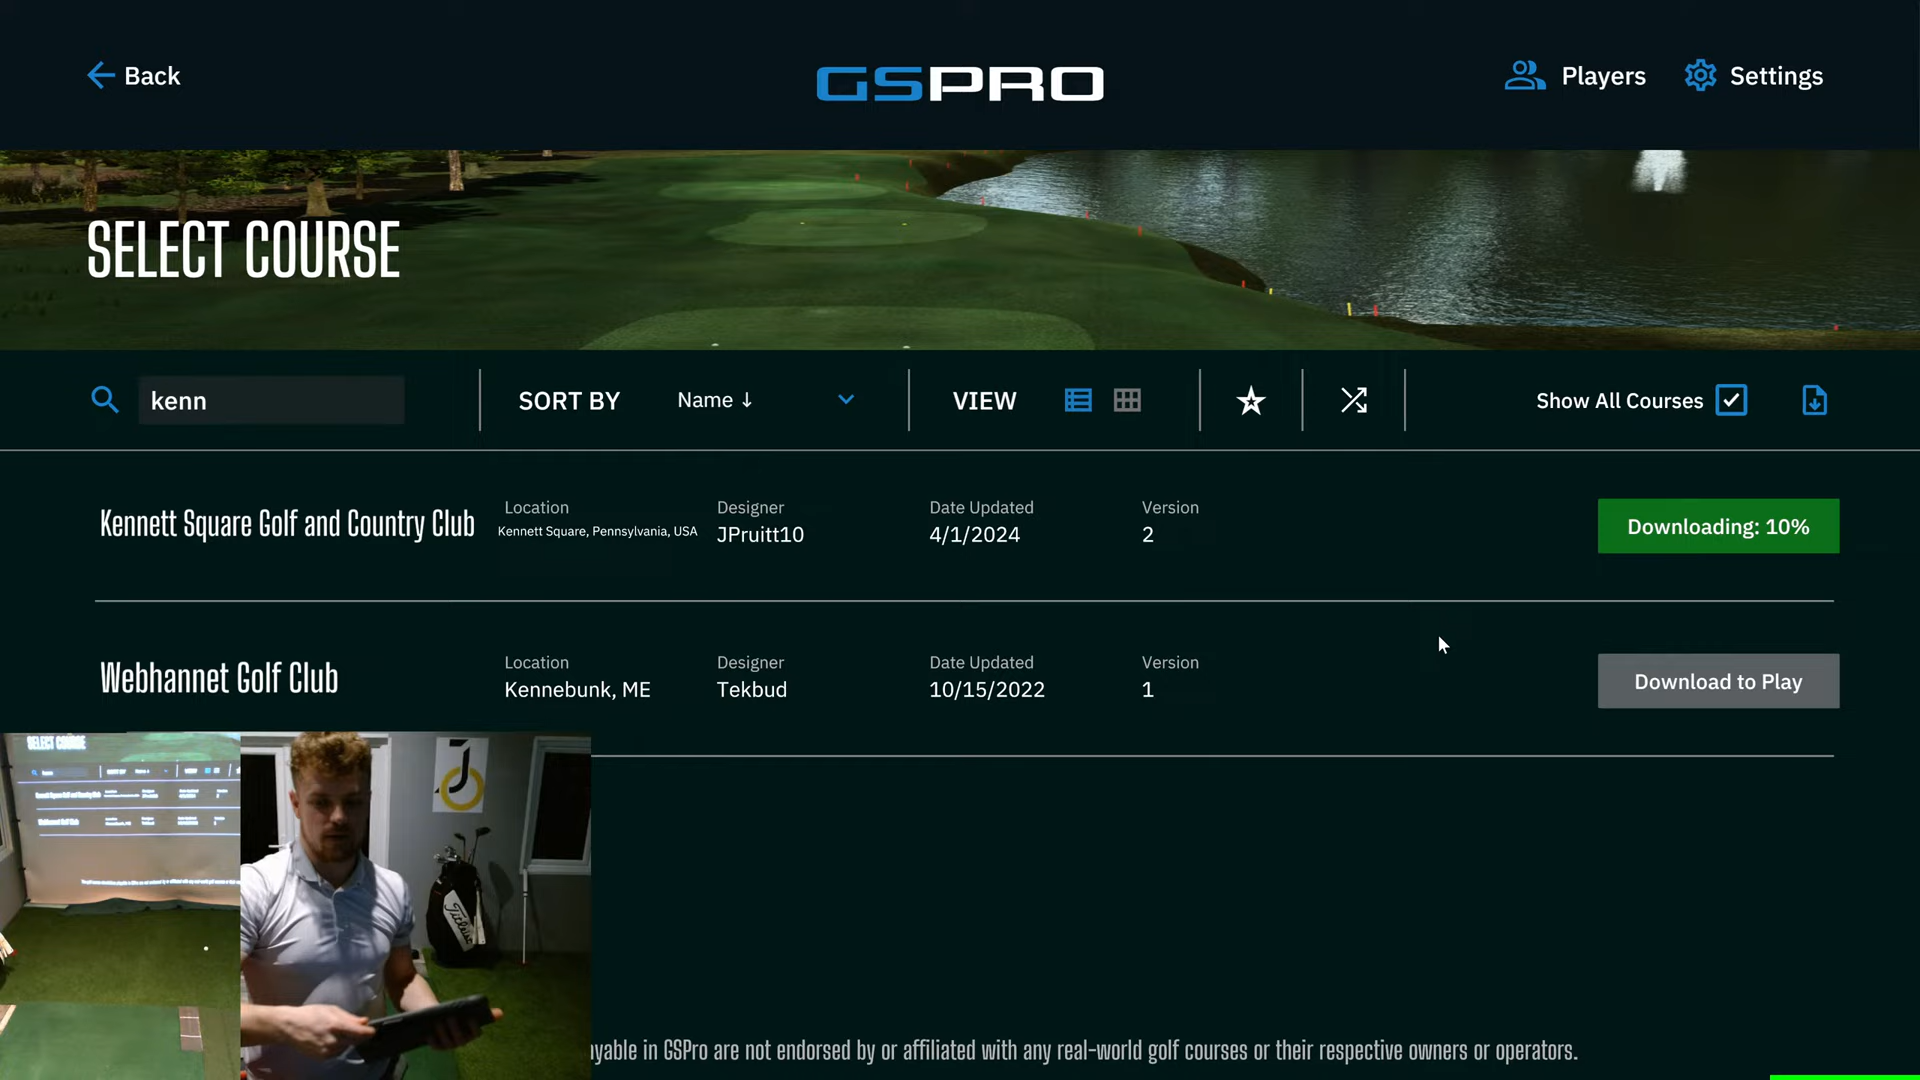 Back
GSPRO
Players
Settings
SELECT COURSE
kenn
SORT BY
Name ↓
VIEW
Show All Courses
Kennett Square Golf and Country Club
Location
Kennett Square, Pennsylvania, USA
Designer
JPruitt10
Date Updated
4/1/2024
Version
2
Downloading: 10%
Webhannet Golf Club
Location
Kennebunk, ME
Designer
Tekbud
Date Updated
10/15/2022
Version
1
Download to Play
SELECT COURSE
Titleist
in GSPro are not endorsed by or affiliated with any real-world golf courses or their respective owners or operators.